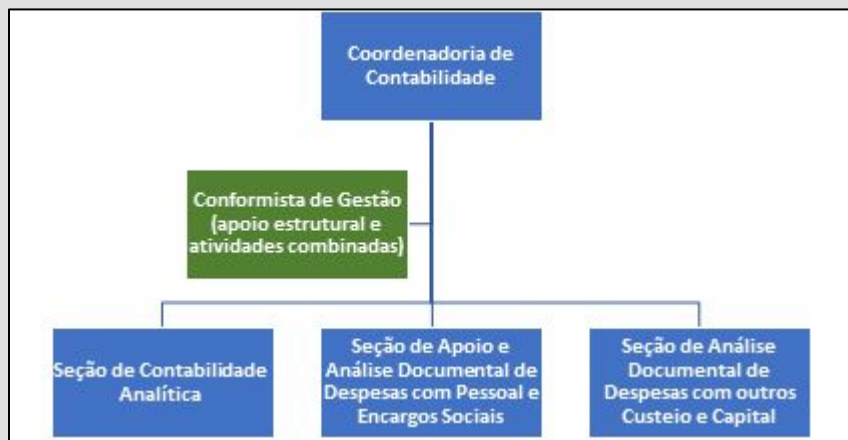 Coordenadoria de
Contabilidade
Conformista de Gestão
(apoio estrutural e
atividades combinadas)
Seção de Contabilidade
Analítica
Seção de Apoio e
Análise Documental de
Despesas com Pessoal e
Encargos Sociais
Seção de Análise
Documental de
Despesas com outros
Custeio e Capital